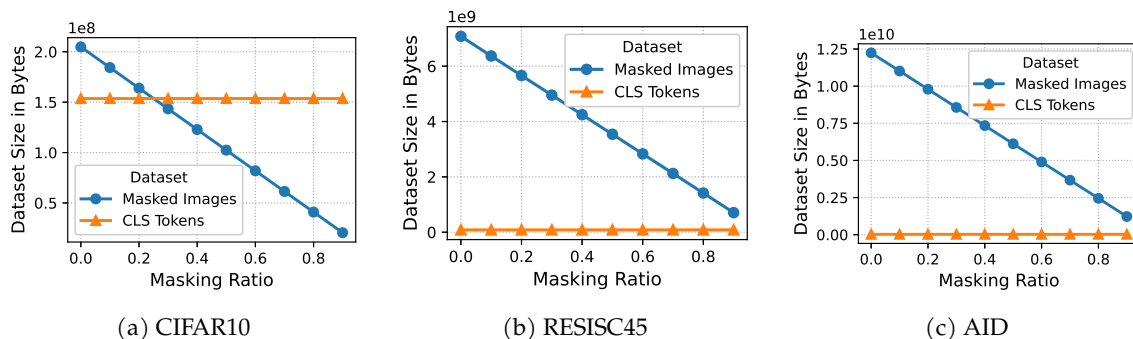 1e8
2.0
1.5
1.0
0.5
Dataset Size in Bytes
Dataset
Masked Images
CLS Tokens
0.0 0.2 0.4 0.6 0.8
Masking Ratio
(a) CIFAR10
1e9
6
4
2
0
Dataset Size in Bytes
Dataset
Masked Images
CLS Tokens
0.0 0.2 0.4 0.6 0.8
Masking Ratio
(b) RESISC45
1e10
1.25
1.00
0.75
0.50
0.25
0.00
Dataset Size in Bytes
Dataset
Masked Images
CLS Tokens
0.0 0.2 0.4 0.6 0.8
Masking Ratio
(c) AID